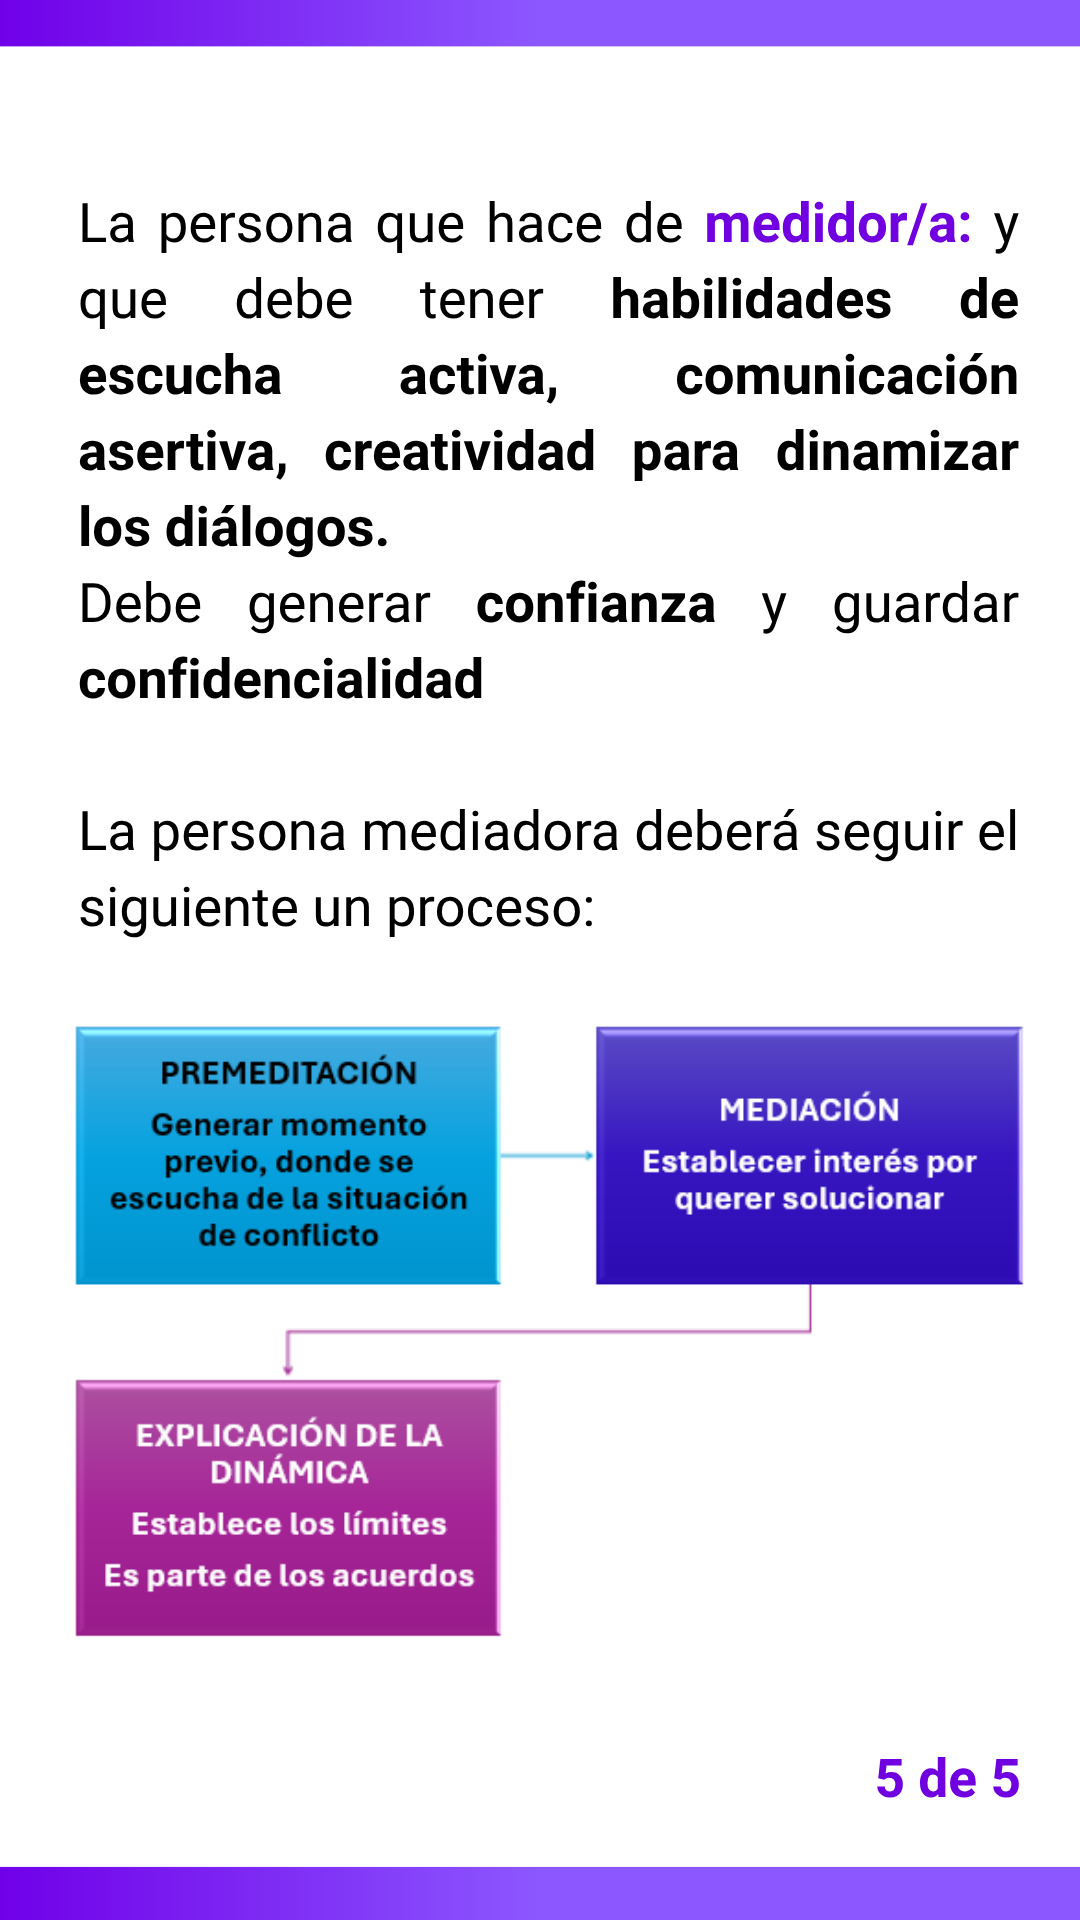 La persona que hace de medidor/a: y
que debe tener habilidades de
escucha activa, comunicación
asertiva, creatividad para dinamizar
los diálogos.
Debe generar confianza y guardar
confidencialidad
La persona mediadora deberá seguir el
siguiente un proceso:
PREMEDITACIÓN
Generar momento
previo, donde se
escucha de la situación
de conflicto
MEDIACIÓN
Establecer interés por
querer solucionar
EXPLICACIÓN DE LA
DINÁMICA
Establece los límites
Es parte de los acuerdos
5 de 5